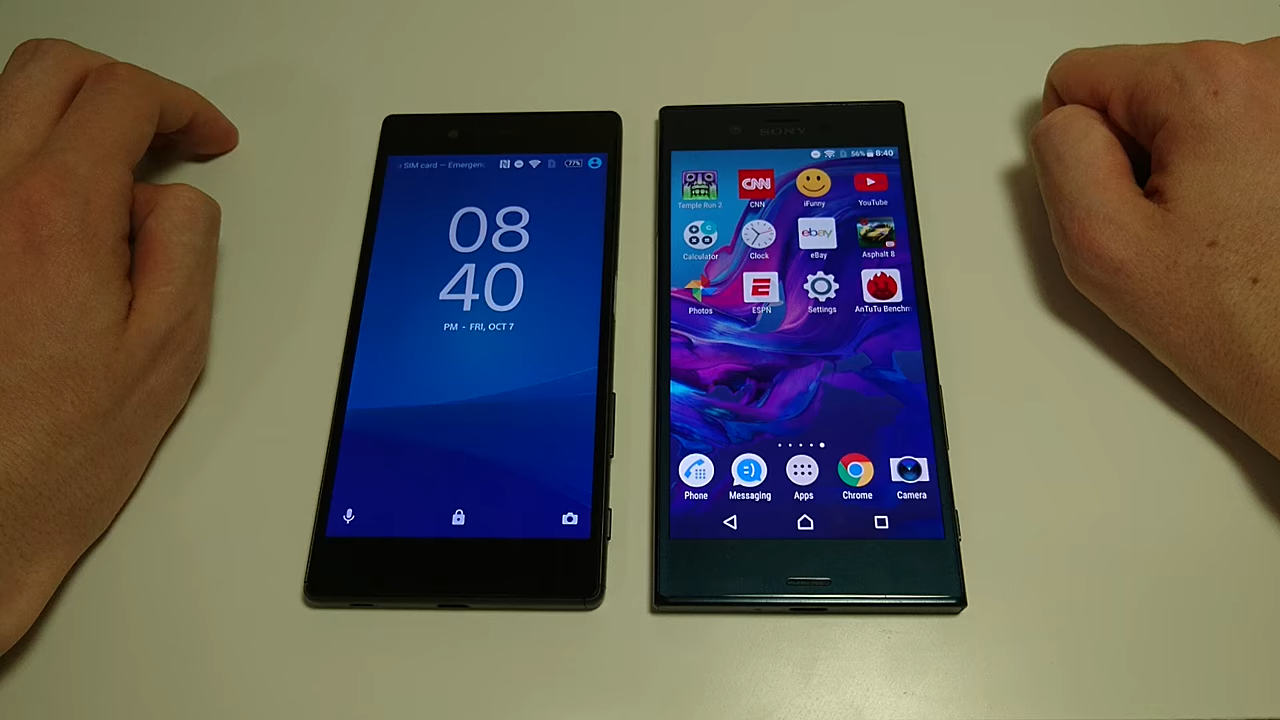 SIM card — Emergenc
77%
08
40
PM - FRI, OCT 7
SONY
56% 8:40
Temple Run 2
CNN
CNN
iFunny
YouTube
Calculator
Clock
ebay
eBay
Asphalt 8
Photos
ESPN
Settings
AnTuTu Benchm
Phone
Messaging
Apps
Chrome
Camera